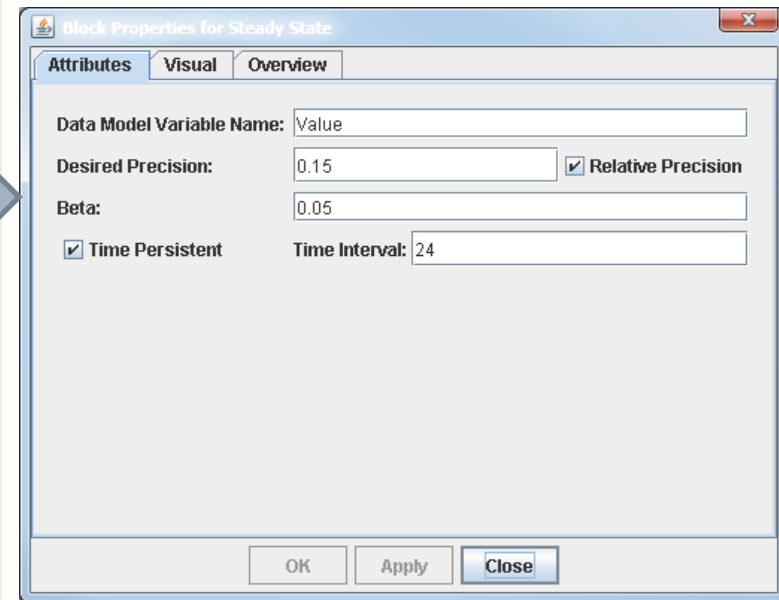 Block Properties for Steady State
Attributes Visual Overview
Data Model Variable Name: Value
Desired Precision: 0.15 Relative Precision
Beta: 0.05
Time Persistent Time Interval: 24
OK Apply Close